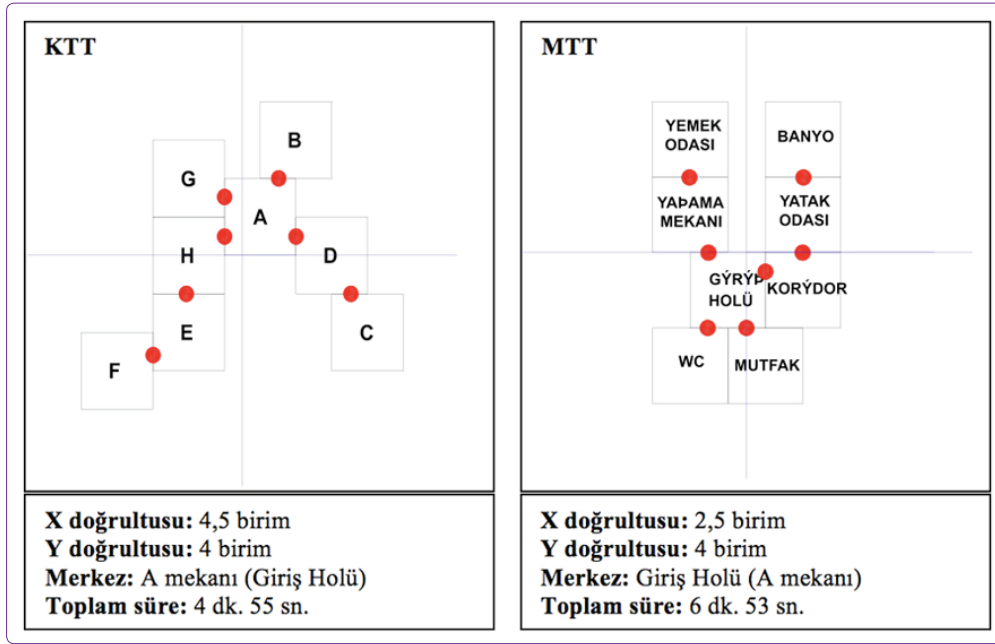 KTT
B
G
A
H
D
E
C
F
X doğrultusu: 4,5 birim
Y doğrultusu: 4 birim
Merkez: A mekanı (Giriş Holü)
Toplam süre: 4 dk. 55 sn.
MTT
YEMEK
ODASI
BANYO
YAÞAMA
MEKANI
YATAK
ODASI
GÝRÝÞ
HOLÜ
KORÝDOR
WC
MUTFAK
X doğrultusu: 2,5 birim
Y doğrultusu: 4 birim
Merkez: Giriş Holü (A mekanı)
Toplam süre: 6 dk. 53 sn.